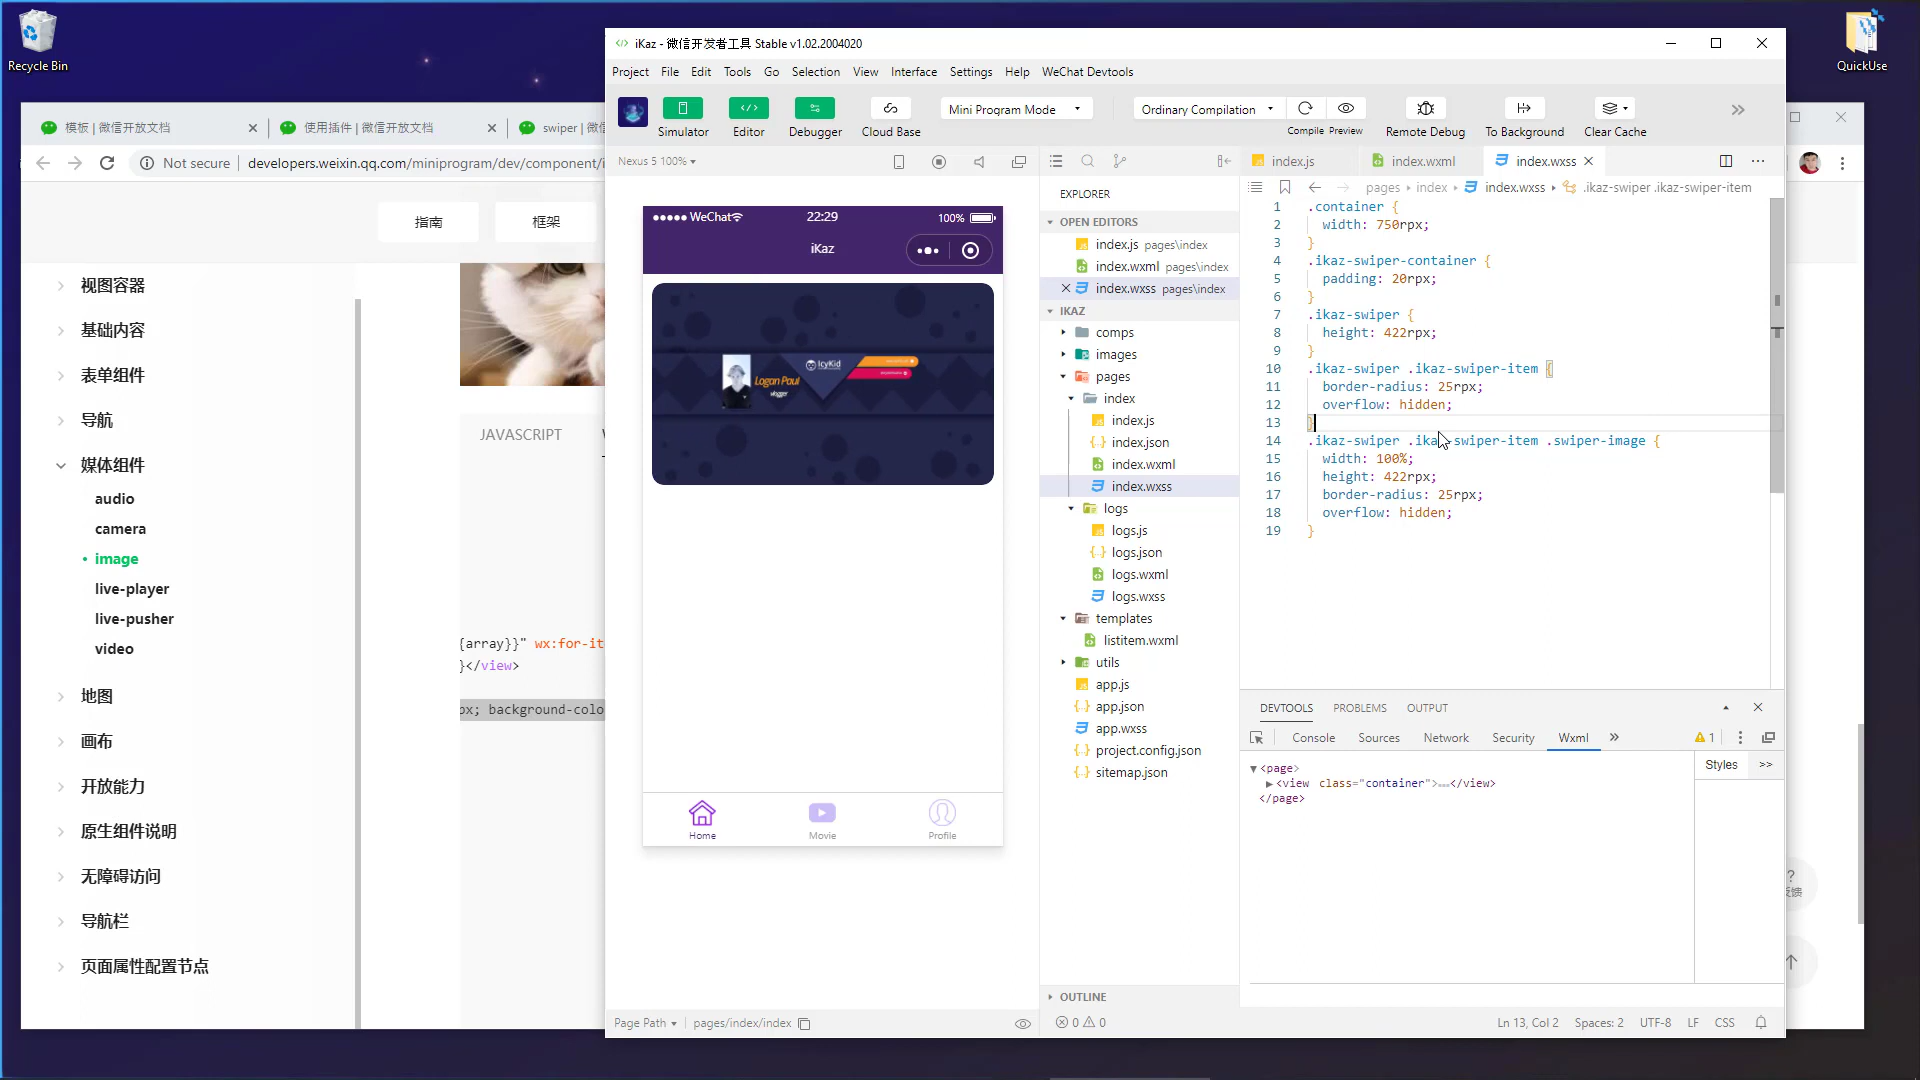 Recycle Bin
QuickUse
模板 | 微信开放文档
使用插件 | 微信开放文档
swiper | 微信
Not secure
developers.weixin.qq.com/miniprogram/dev/component/i
指南
框架
视图容器
基础内容
表单组件
导航
媒体组件
audio
camera
image
live-player
live-pusher
video
地图
画布
开放能力
原生组件说明
无障碍访问
导航栏
页面属性配置节点
JAVASCRIPT
{array}}" wx:for-it
}</view>
px; background-colo
iKaz - 微信开发者工具 Stable v1.02.2004020
Project File Edit Tools Go Selection View Interface Settings Help WeChat Devtools
Simulator
Editor
Debugger
Cloud Base
Mini Program Mode
Ordinary Compilation
Compile
Preview
Remote Debug
To Background
Clear Cache
Nexus 5 100%
WeChat
22:29
100%
iKaz
Logan Paul
vlogger
IcyKid
Home
Movie
Profile
Page Path
pages/index/index
EXPLORER
OPEN EDITORS
index.js pages\index
index.wxml pages\index
index.wxss pages\index
IKAZ
comps
images
pages
index
index.js
index.json
index.wxml
index.wxss
logs
logs.js
logs.json
logs.wxml
logs.wxss
templates
listitem.wxml
utils
app.js
app.json
app.wxss
project.config.json
sitemap.json
OUTLINE
0 0
index.js
index.wxml
index.wxss
pages index index.wxss .ikaz-swiper .ikaz-swiper-item
1 .container {
2 width: 750rpx;
3 }
4 .ikaz-swiper-container {
5 padding: 20rpx;
6 }
7 .ikaz-swiper {
8 height: 422rpx;
9 }
10 .ikaz-swiper .ikaz-swiper-item {
11 border-radius: 25rpx;
12 overflow: hidden;
13 }
14 .ikaz-swiper .ikaz-swiper-item .swiper-image {
15 width: 100%;
16 height: 422rpx;
17 border-radius: 25rpx;
18 overflow: hidden;
19 }
DEVTOOLS PROBLEMS OUTPUT
Console Sources Network Security Wxml » 1
<page>
<view class="container">…</view>
</page>
Styles >>
Ln 13, Col 2 Spaces: 2 UTF-8 LF CSS
?